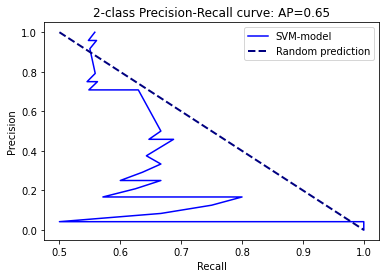 2-class Precision-Recall curve: AP=0.65
SVM-model
Random prediction
Precision
1.0
0.8
0.6
0.4
0.2
0.0
0.5 0.6 0.7 0.8 0.9 1.0
Recall